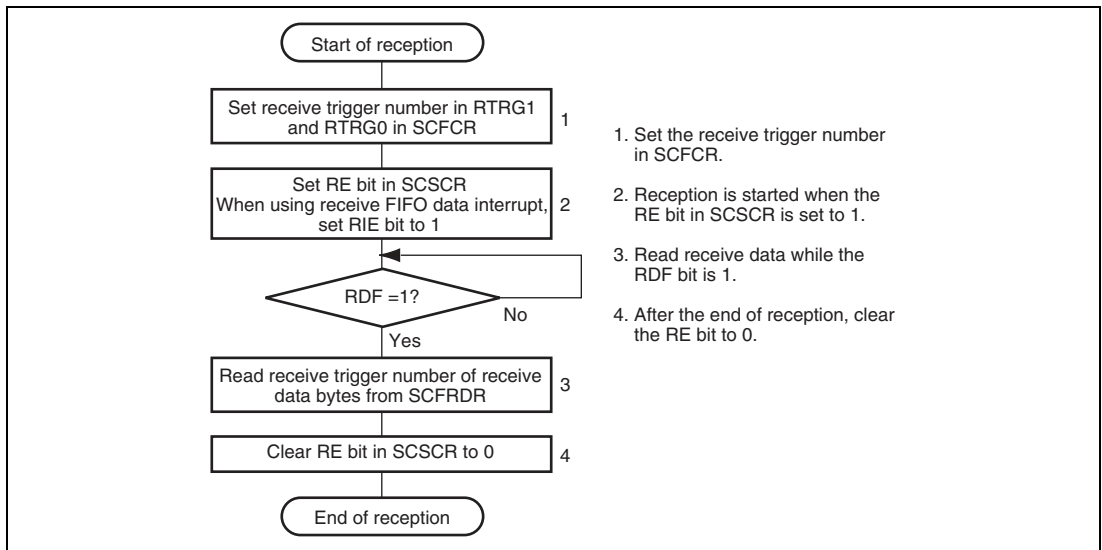 Start of reception
Set receive trigger number in RTRG1
and RTRG0 in SCFCR
1
Set RE bit in SCSCR
When using receive FIFO data interrupt,
set RIE bit to 1
2
RDF =1?
No
Yes
Read receive trigger number of receive
data bytes from SCFRDR
3
Clear RE bit in SCSCR to 0
4
End of reception
1. Set the receive trigger number
in SCFCR.
2. Reception is started when the
RE bit in SCSCR is set to 1.
3. Read receive data while the
RDF bit is 1.
4. After the end of reception, clear
the RE bit to 0.